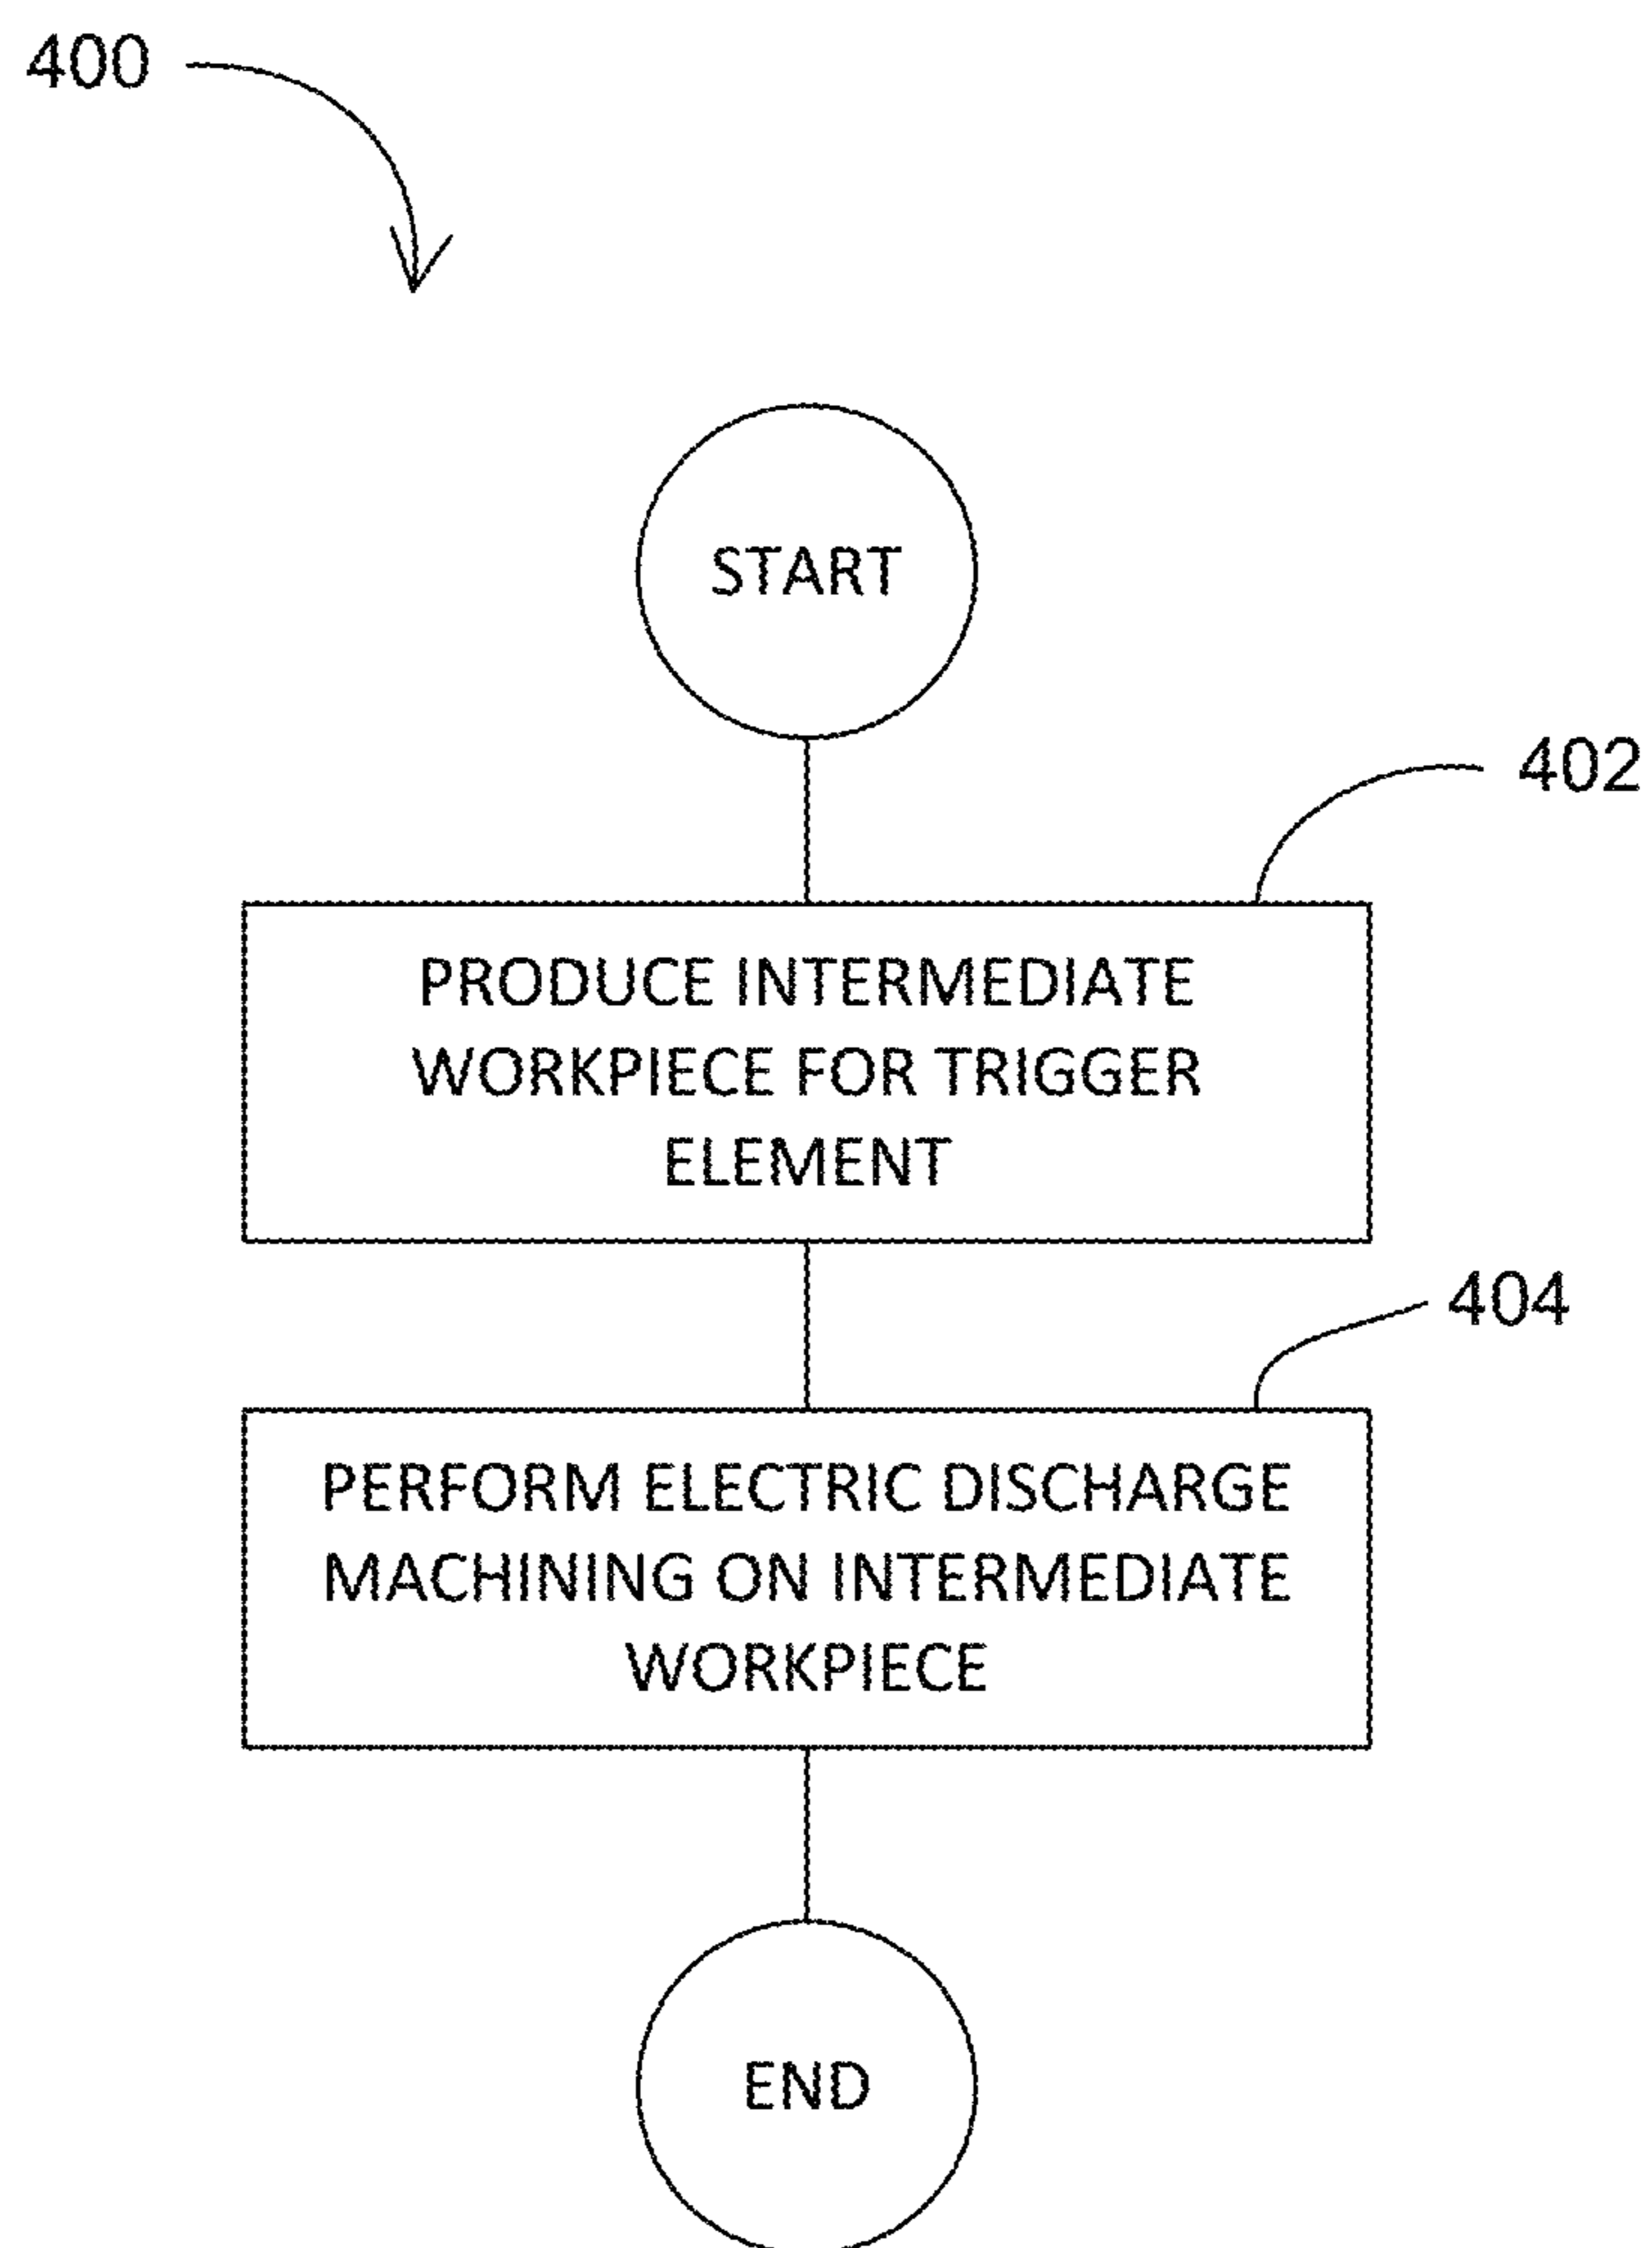 400
START
402
PRODUCE INTERMEDIATE
WORKPIECE FOR TRIGGER
ELEMENT
404
PERFORM ELECTRIC DISCHARGE
MACHINING ON INTERMEDIATE
WORKPIECE
END